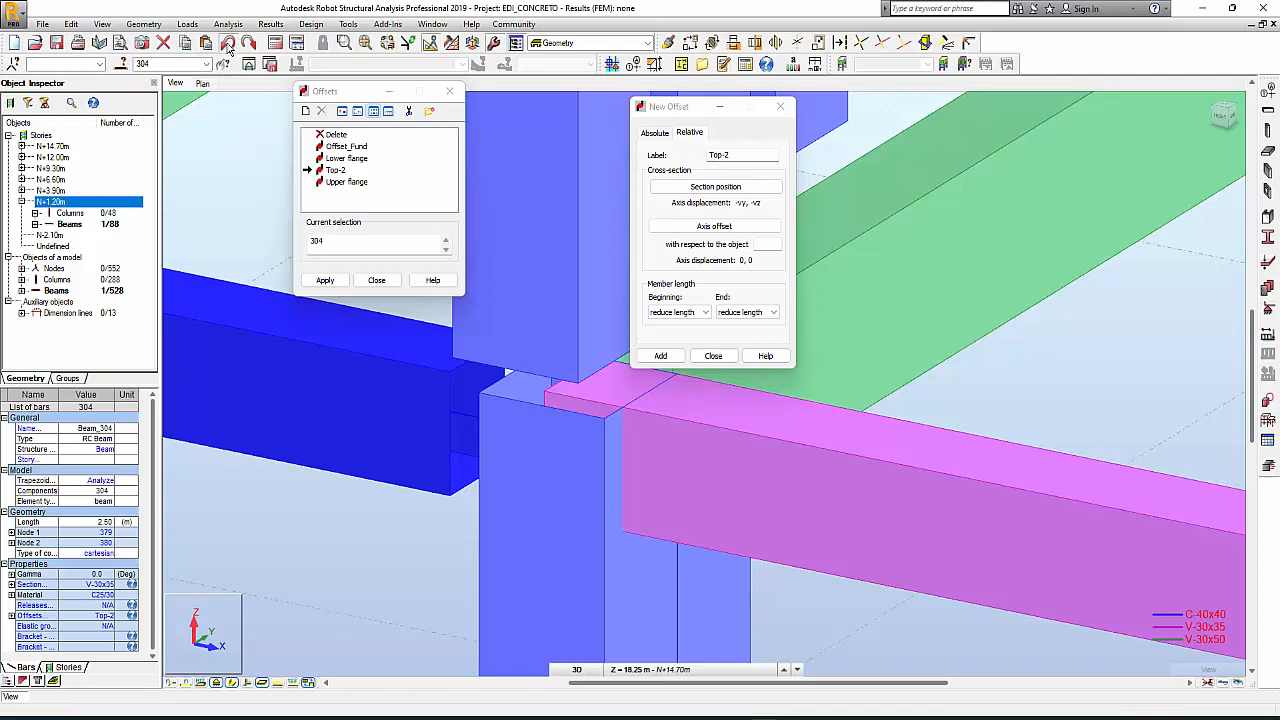 PRO
Autodesk Robot Structural Analysis Professional 2019 - Results (FEM): none
Type a keyword or phrase
Sign In
File Edit View Geometry Loads Analysis Results Design Tools Add-Ins Window Help Community
Geometry
304
Object Inspector
View Plan
Objects Number of...
Stories
N+14.70m
N+12.00m
N+9.30m
N+6.60m
N+3.90m
N+1.20m
Columns 0/48
Beams 1/88
N-2.10m
Undefined
Objects of a model
Nodes 0/552
Columns 0/288
Beams 1/528
Auxiliary objects
Dimension lines 0/13
Geometry Groups
Name Value Unit
List of bars 304
General
Name... Beam_304
Type RC Beam
Structure ... Beam
Story...
Model
Trapezoid... Analyze
Components 304
Element ty... beam
Geometry
Length 2.50 (m)
Node 1 379
Node 2 380
Type of co... cartesian
Properties
Gamma 0.0 (Deg)
Section... V-30x35
Material C25/30
Releases... N/A
Offsets... Top-2
Elastic gro... N/A
Bracket - ... N/A
Bracket - ... N/A
Bars Stories
View
Offsets
Delete
Offset_Fund
Lower flange
Top-2
Upper flange
Current selection
304
Apply Close Help
New Offset
Absolute Relative
Label: Top-2
Cross-section
Section position
Axis displacement: -vy, -vz
Axis offset
with respect to the object
Axis displacement: 0, 0
Member length
Beginning: End:
reduce length reduce length
Add Close Help
FRONT
Z
Y
X
C-40x40
V-30x35
V-30x50
3D Z = 18.25 m - N+14.70m
View